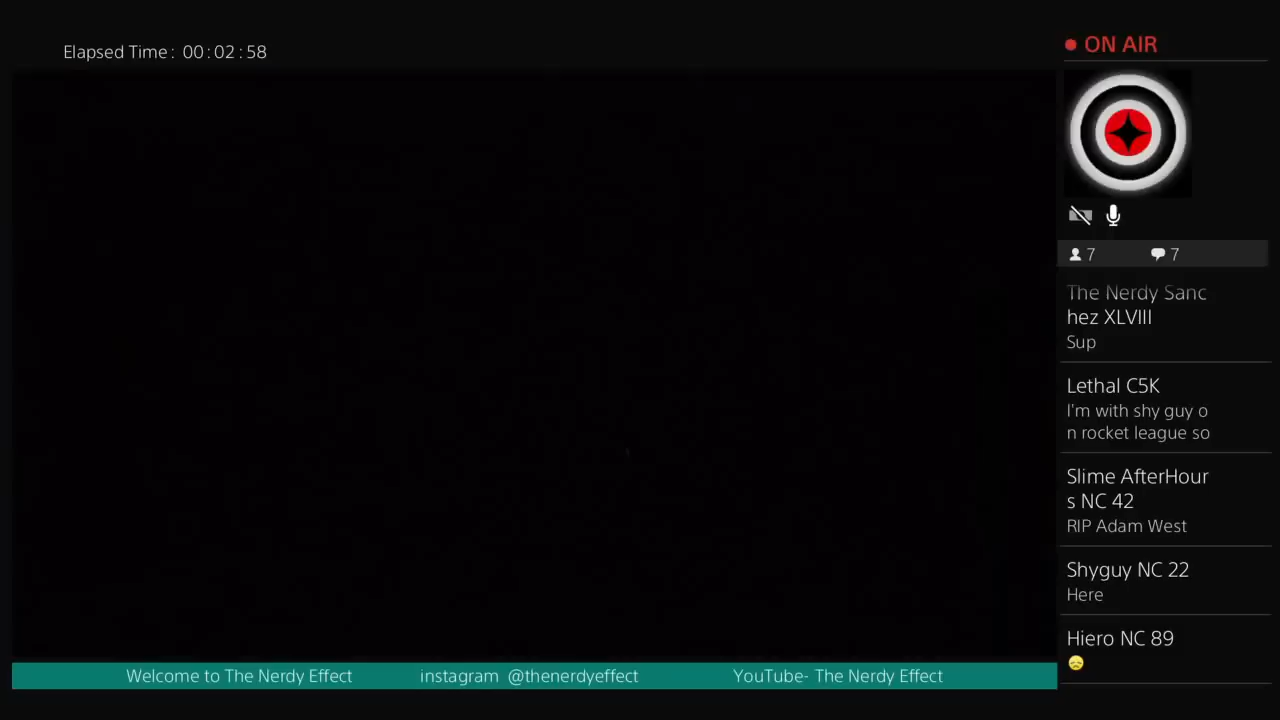 Elapsed Time: 00:02:58
ON AIR
7 7
The Nerdy Sanc
hez XLVIII
Sup
Lethal C5K
I'm with shy guy o
n rocket league so
Slime AfterHour
s NC 42
RIP Adam West
Shyguy NC 22
Here
Hiero NC 89
Welcome to The Nerdy Effect instagram @thenerdyeffect YouTube- The Nerdy Effect